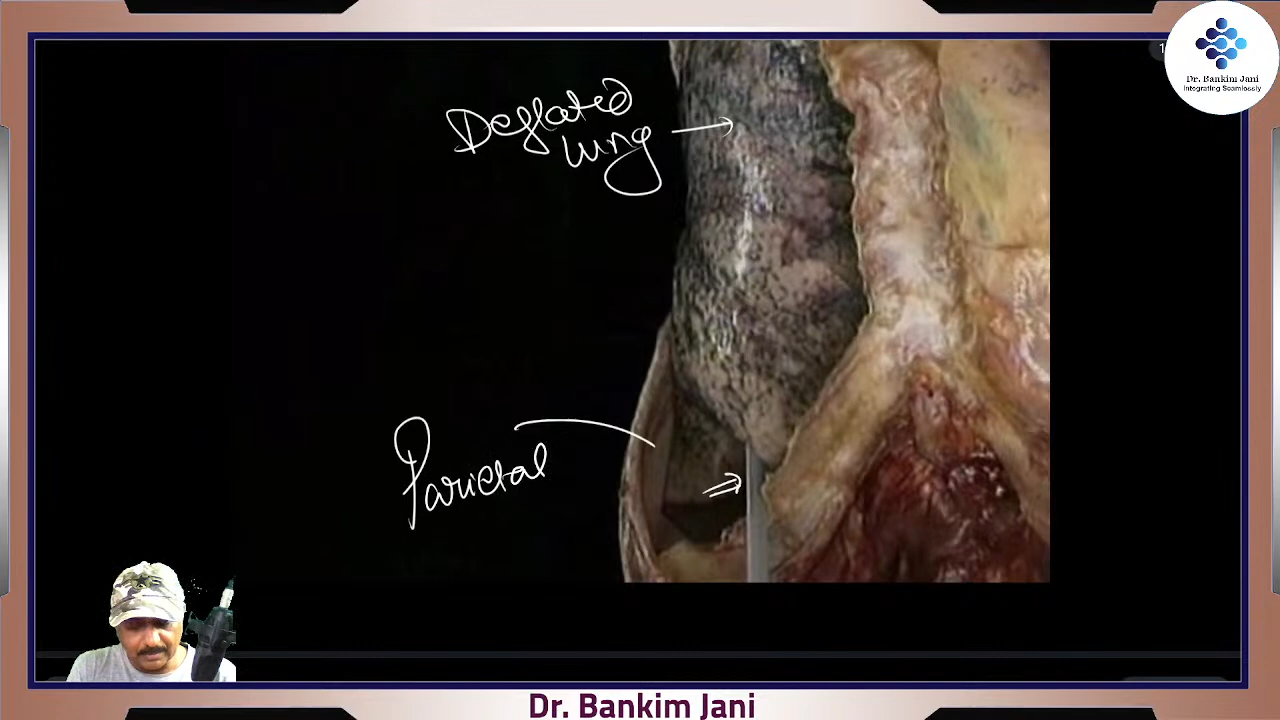 Deflated
lung
Parietal
Dr. Bankim Jani
Integrating Seamlessly
Dr. Bankim Jani